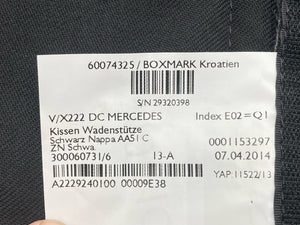 60074325 / BOXMARK Kroatien
S/N 29320398
V/X222 DC MERCEDES Index E02=Q1
Kissen Wadenstütze
Schwarz Nappa AA51 C 0001153297
ZN Schwa
300060731/6 13-A 07.04.2014
YAP 11522/13
A2229240100 00009E38